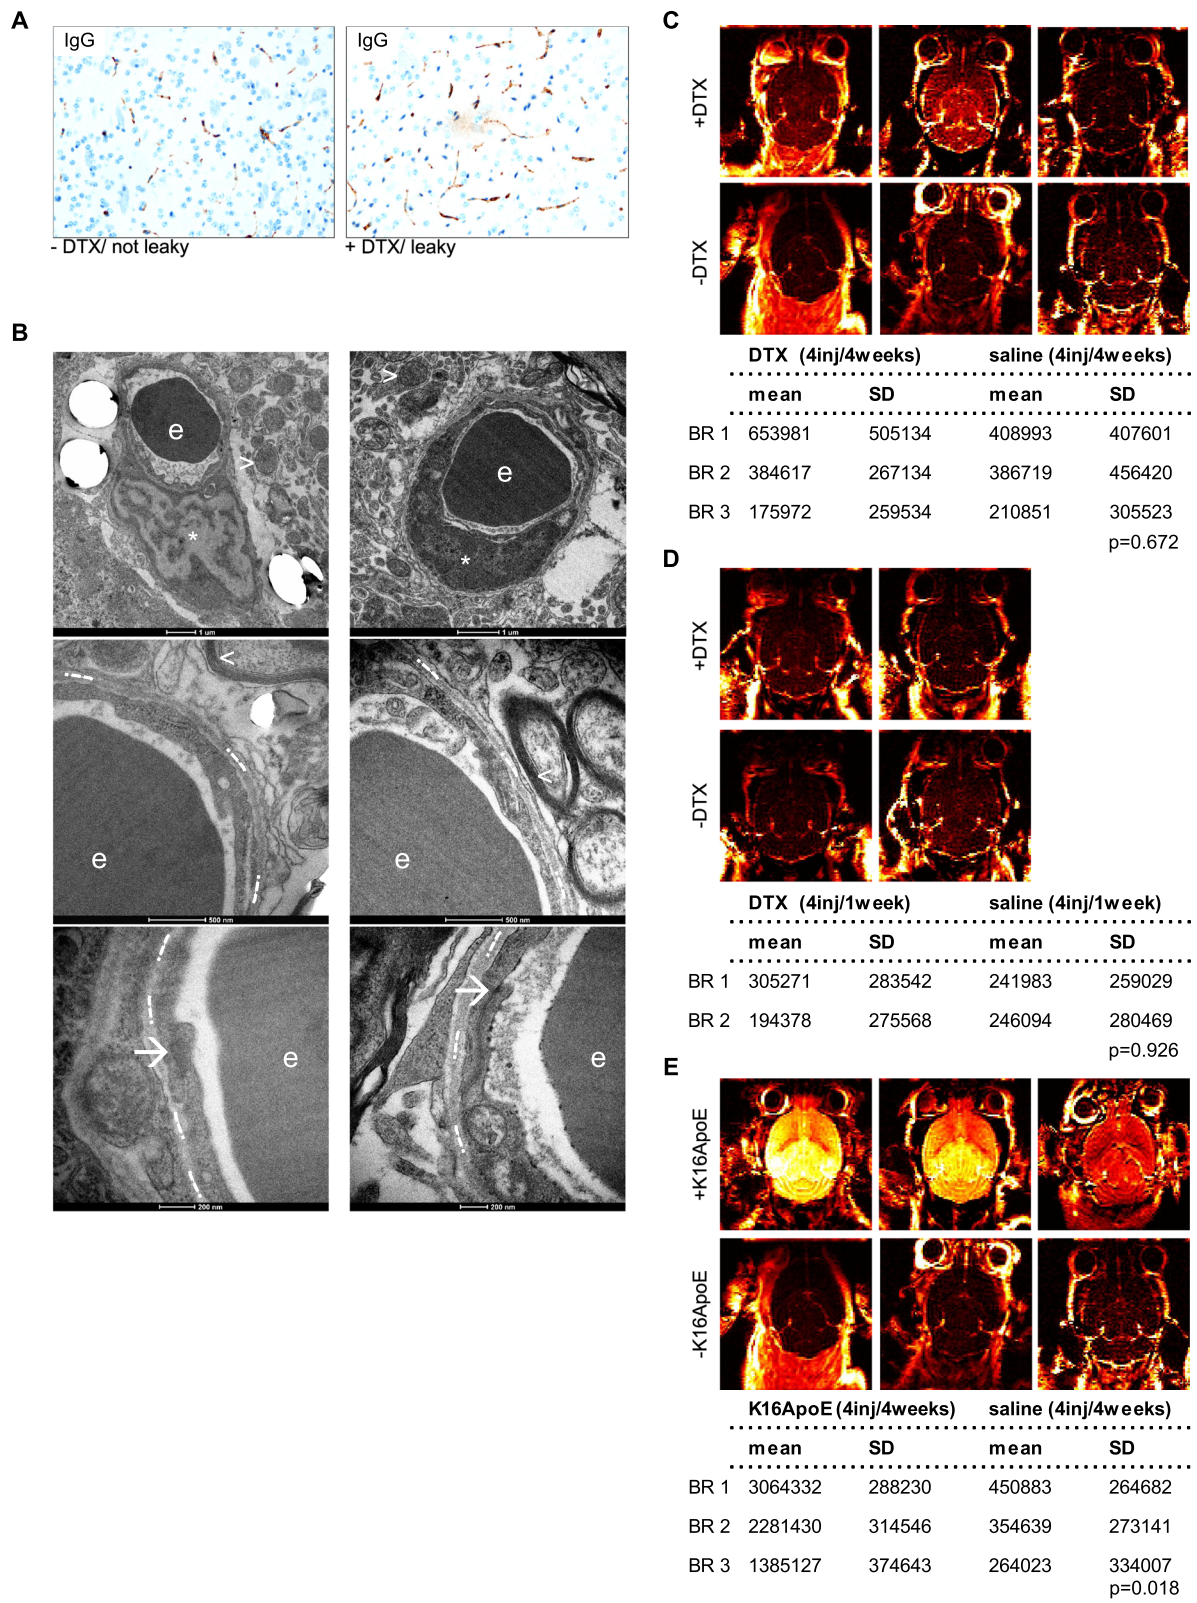 A
IgG
IgG
- DTX/ not leaky
+ DTX/ leaky
B
e
>
*
1 um
>
e
*
1 um
<
e
500 nm
<
e
500 nm
e
200 nm
e
200 nm
C
+DTX
-DTX
DTX (4inj/4weeks) saline (4inj/4weeks)
mean SD mean SD
BR 1 653981 505134 408993 407601
BR 2 384617 267134 386719 456420
BR 3 175972 259534 210851 305523
p=0.672
D
+DTX
-DTX
DTX (4inj/1week) saline (4inj/1week)
mean SD mean SD
BR 1 305271 283542 241983 259029
BR 2 194378 275568 246094 280469
p=0.926
E
+K16ApoE
-K16ApoE
K16ApoE (4inj/4weeks) saline (4inj/4weeks)
mean SD mean SD
BR 1 3064332 288230 450883 264682
BR 2 2281430 314546 354639 273141
BR 3 1385127 374643 264023 334007
p=0.018